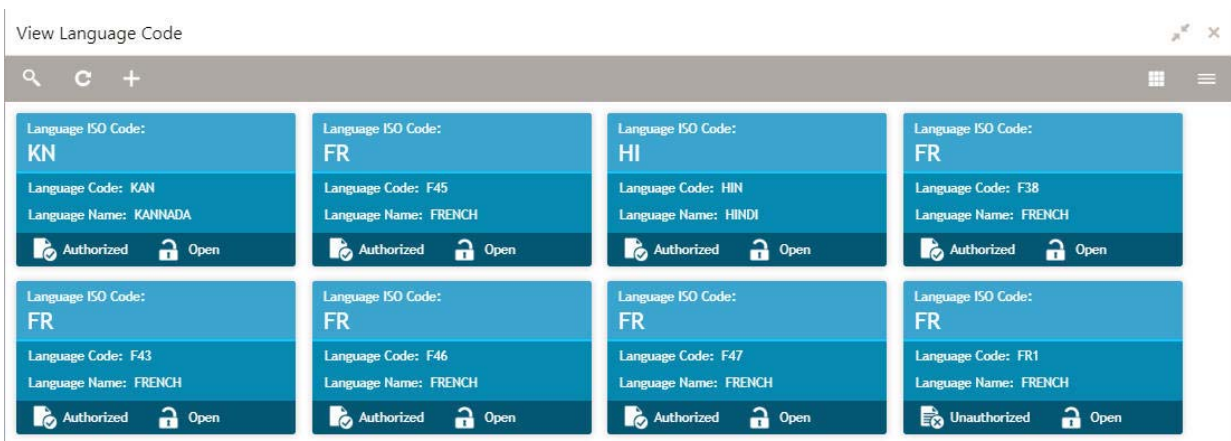 View Language Code
Language ISO Code:
KN
Language Code: KAN
Language Name: KANNADA
Authorized Open
Language ISO Code:
FR
Language Code: F45
Language Name: FRENCH
Authorized Open
Language ISO Code:
HI
Language Code: HIN
Language Name: HINDI
Authorized Open
Language ISO Code:
FR
Language Code: F38
Language Name: FRENCH
Authorized Open
Language ISO Code:
FR
Language Code: F43
Language Name: FRENCH
Authorized Open
Language ISO Code:
FR
Language Code: F46
Language Name: FRENCH
Authorized Open
Language ISO Code:
FR
Language Code: F47
Language Name: FRENCH
Authorized Open
Language ISO Code:
FR
Language Code: FR1
Language Name: FRENCH
Unauthorized Open